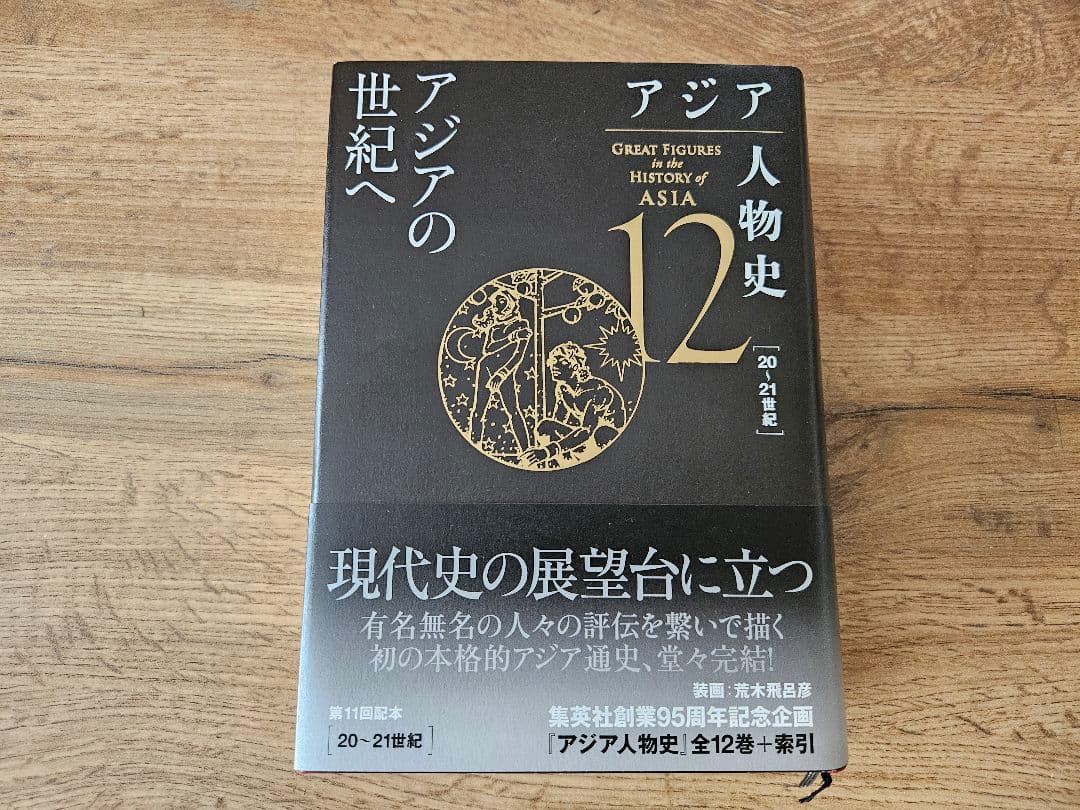 アジア
人物史
GREAT FIGURES
in the
HISTORY of
ASIA
12
[20〜21世紀]
アジアの
世紀へ
現代史の展望台に立つ
有名無名の人々の評伝を繋いで描く
初の本格的アジア通史、堂々完結!
装画:荒木飛呂彦
第11回配本
[20〜21世紀]
集英社創業95周年記念企画
『アジア人物史』全12巻+索引